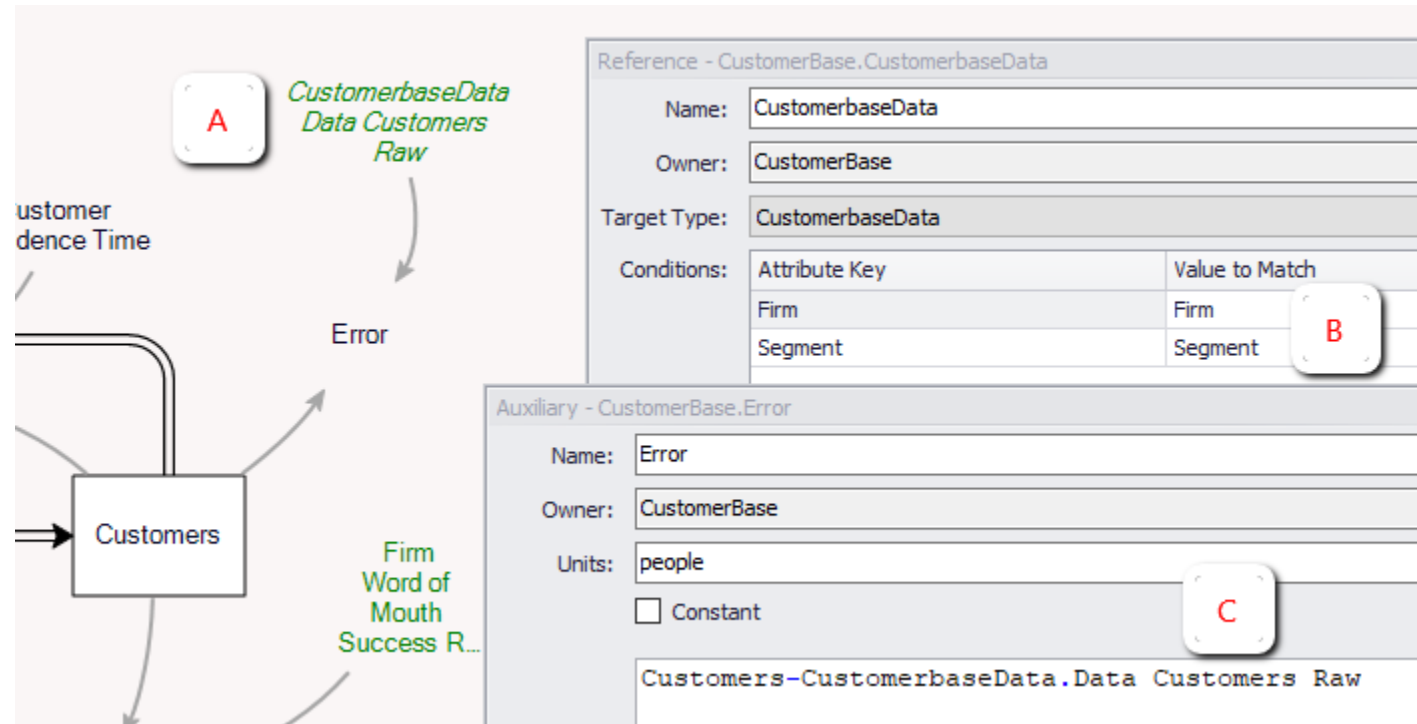 A
CustomerbaseData
Data Customers
Raw
ustomer
dence Time
Error
Customers
Firm
Word of
Mouth
Success R...
Reference - CustomerBase.CustomerbaseData
Name: CustomerbaseData
Owner: CustomerBase
Target Type: CustomerbaseData
Conditions: Attribute Key Value to Match
Firm Firm
Segment Segment
B
Auxiliary - CustomerBase.Error
Name: Error
Owner: CustomerBase
Units: people
Constant
C
Customers-CustomerbaseData.Data Customers Raw